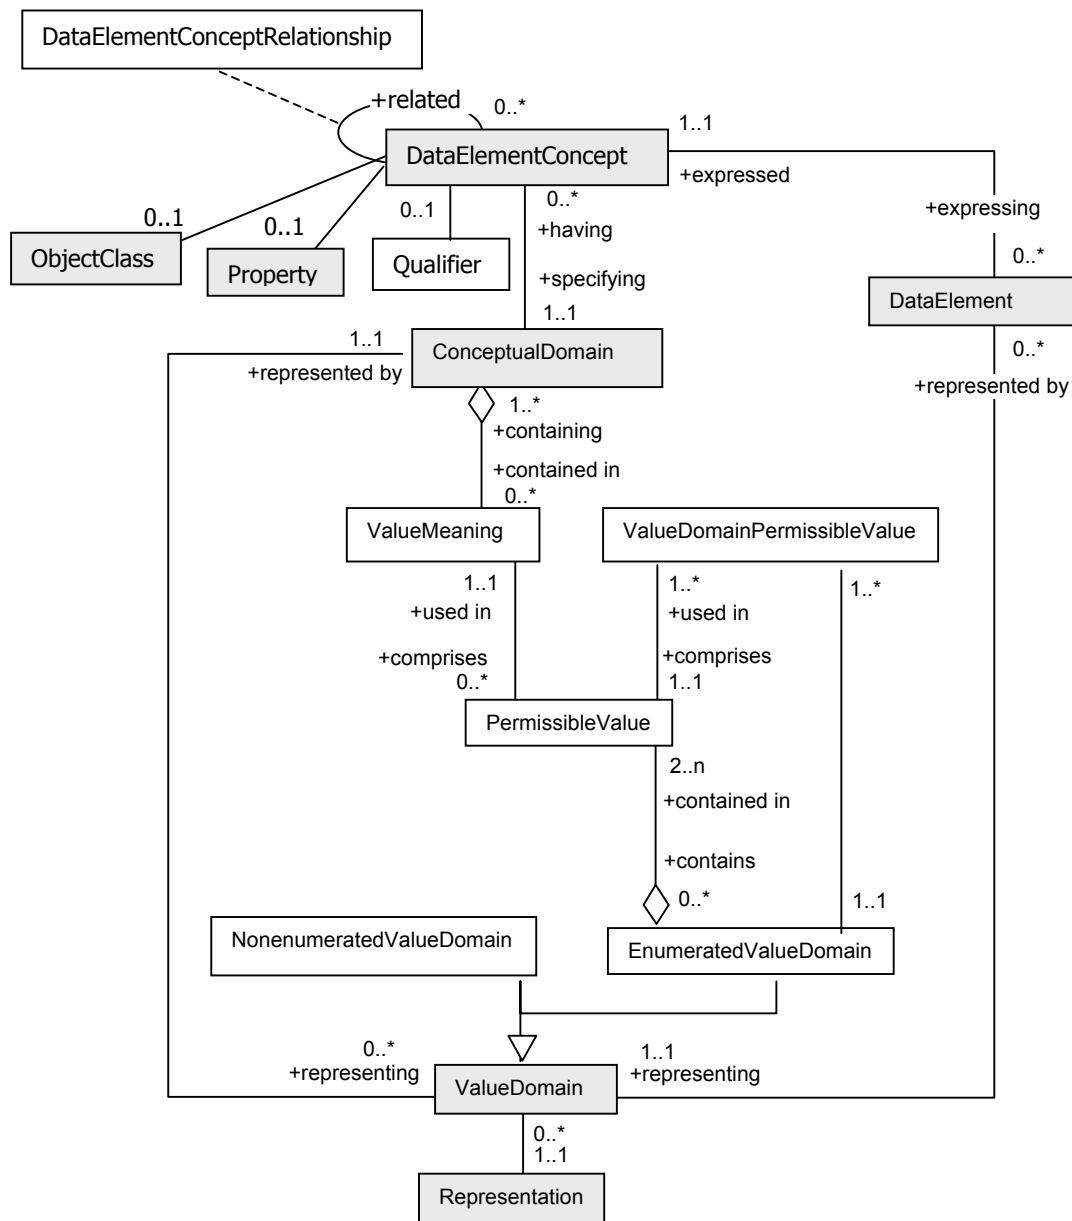 DataElementConceptRelationship
+related
0..*
1..1
DataElementConcept
+expressed
0..1
0..1
0..1
0..*
+having
+expressing
ObjectClass
Property
Qualifier
+specifying
0..*
DataElement
1..1
1..1
ConceptualDomain
0..*
+represented by
+represented by
1..*
+containing
+contained in
0..*
ValueMeaning
ValueDomainPermissibleValue
1..1
1..*
1..*
+used in
+used in
+comprises
+comprises
0..*
1..1
PermissibleValue
2..n
+contained in
+contains
0..*
1..1
NonenumeratedValueDomain
EnumeratedValueDomain
0..*
1..1
+representing
+representing
ValueDomain
0..*
1..1
Representation